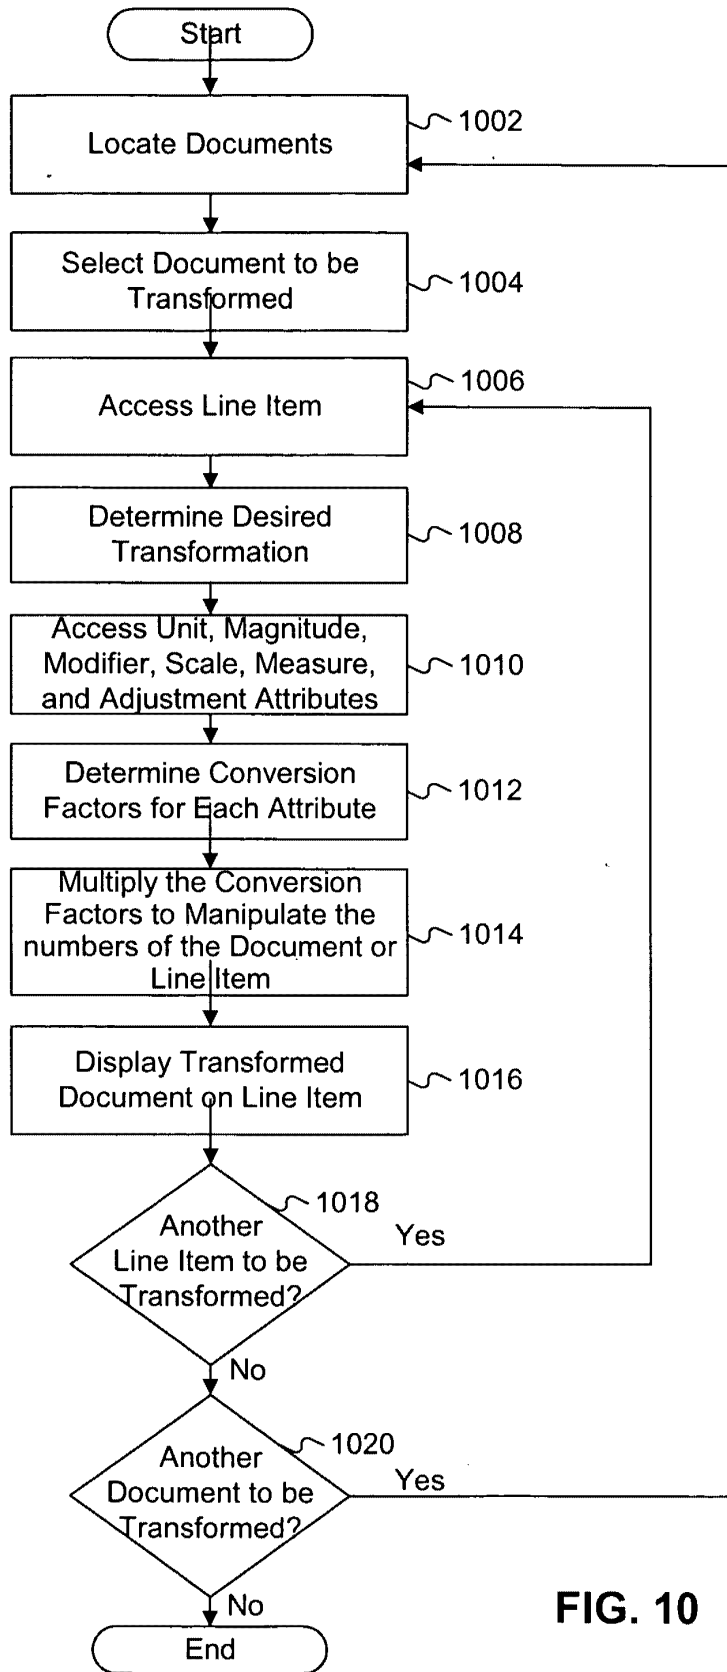 Start
Locate Documents
1002
Select Document to be
Transformed
1004
Access Line Item
1006
Determine Desired
Transformation
1008
Access Unit, Magnitude,
Modifier, Scale, Measure,
and Adjustment Attributes
1010
Determine Conversion
Factors for Each Attribute
1012
Multiply the Conversion
Factors to Manipulate the
numbers of the Document or
Line Item
1014
Display Transformed
Document on Line Item
1016
1018
Another
Line Item to be
Transformed?
Yes
No
1020
Another
Document to be
Transformed?
Yes
No
End
FIG. 10